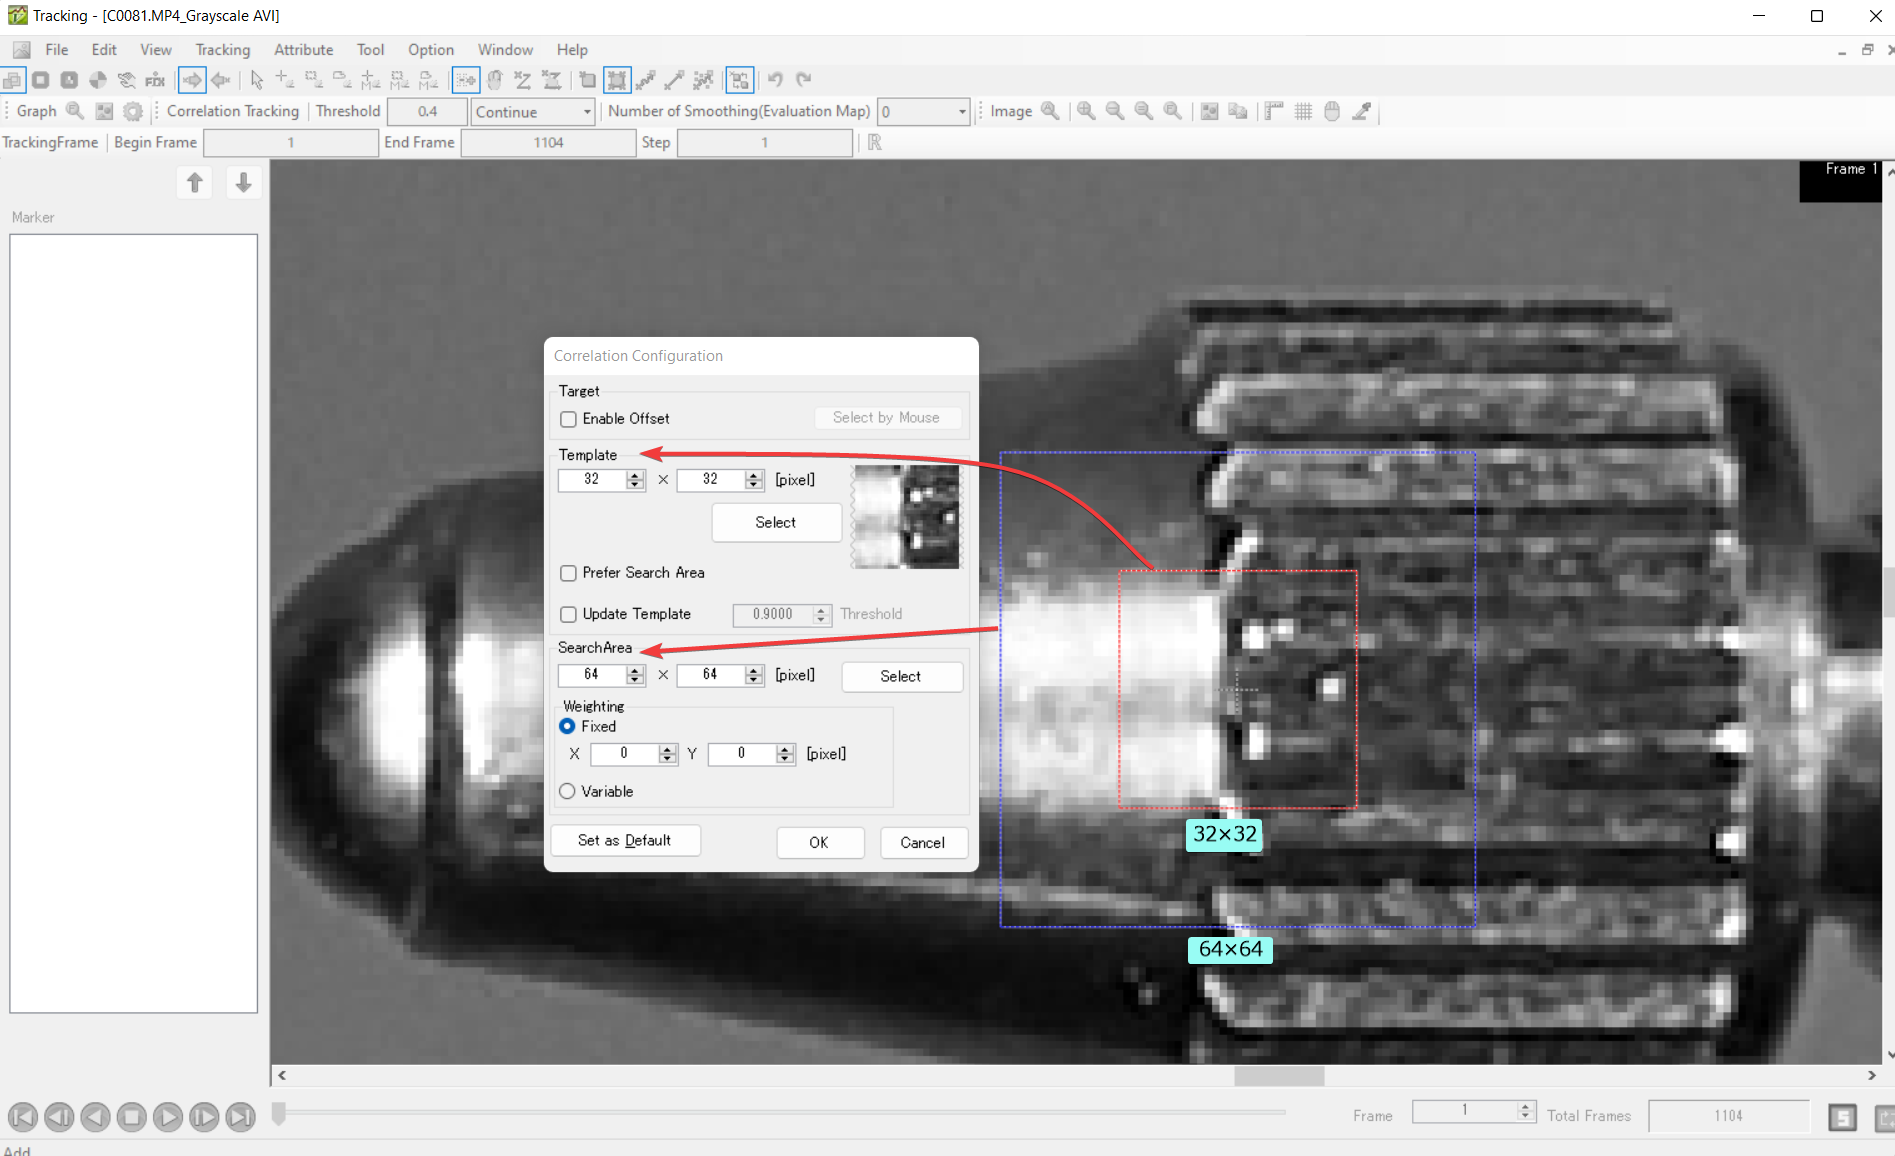 Tracking - [C0081.MP4_Grayscale AVI]
File Edit View Tracking Attribute Tool Option Window Help
FIX
Graph Correlation Tracking Threshold 0.4 Continue Number of Smoothing(Evaluation Map) 0 Image
TrackingFrame Begin Frame 1 End Frame 1104 Step 1 R
Frame 1
Marker
Correlation Configuration
Target
Enable Offset Select by Mouse
Template
32 × 32 [pixel]
Select
Prefer Search Area
Update Template 0.9000 Threshold
SearchArea
64 × 64 [pixel] Select
Weighting
Fixed
X 0 Y 0 [pixel]
Variable
Set as Default OK Cancel
32×32
64×64
Frame 1 Total Frames 1104 S
Add